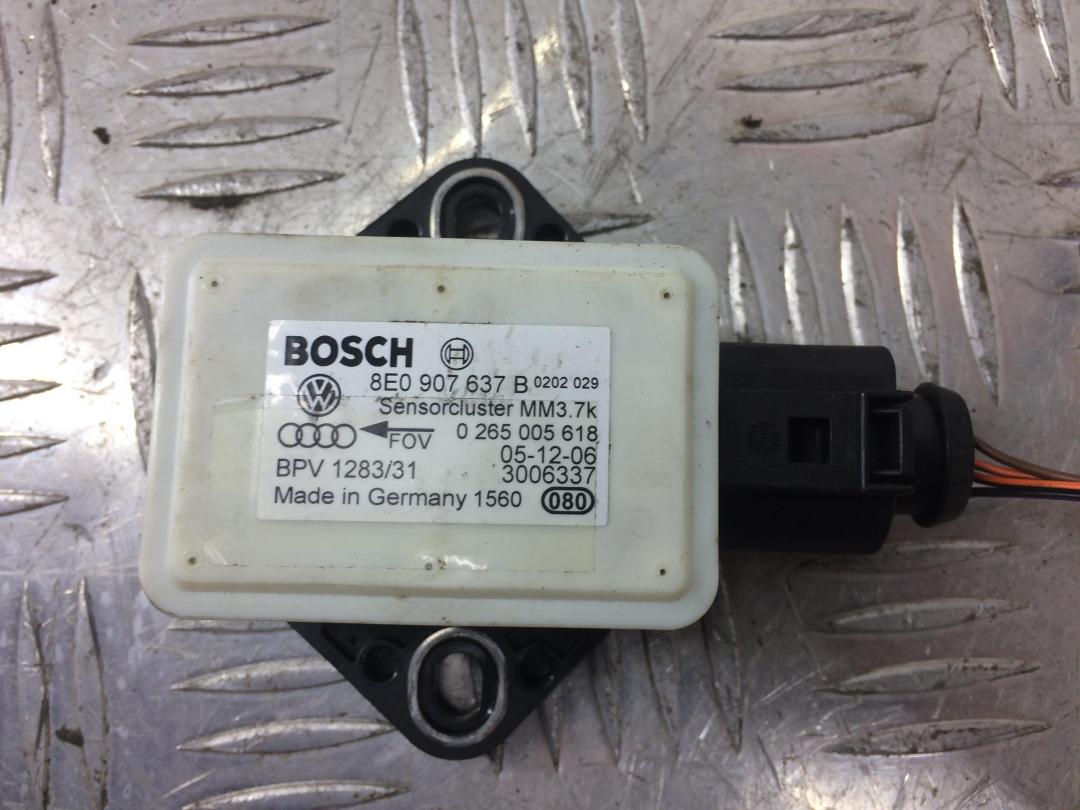 BOSCH
8E0 907 637 B 0202 029
Sensorcluster MM3.7k
FOV 0 265 005 618
05-12-06
BPV 1283/31 3006337
Made in Germany 1560 080